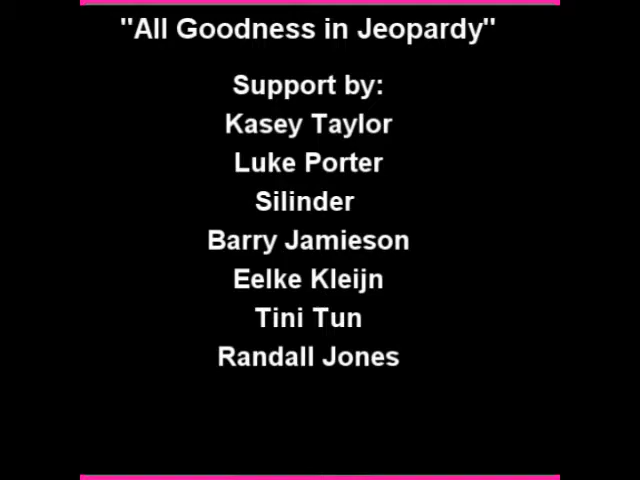 "All Goodness in Jeopardy"
Support by:
Kasey Taylor
Luke Porter
Silinder
Barry Jamieson
Eelke Kleijn
Tini Tun
Randall Jones